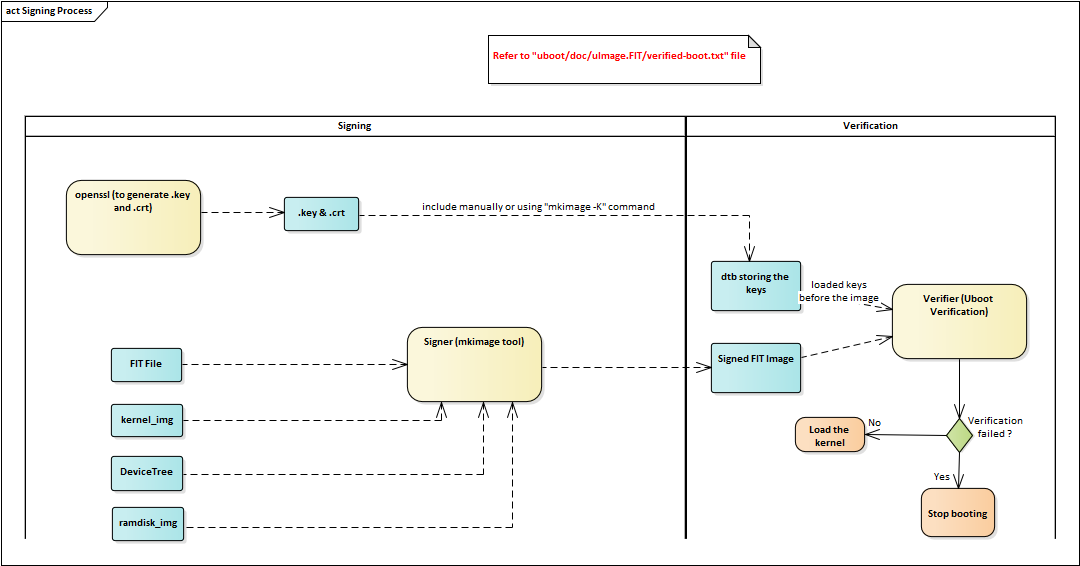 act Signing Process
Refer to "uboot/doc/uImage.FIT/verified-boot.txt" file
Signing
Verification
openssl (to generate .key
and .crt)
.key & .crt
include manually or using "mkimage -K" command
dtb storing the
keys
loaded keys
before the image
Verifier (Uboot
Verification)
Signer (mkimage tool)
FIT File
Signed FIT Image
kernel_img
DeviceTree
ramdisk_img
Verification
failed ?
No
Load the
kernel
Yes
Stop booting